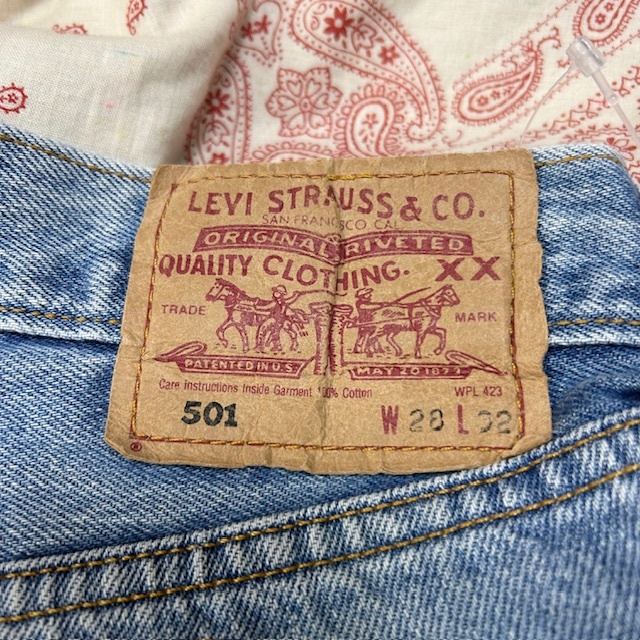 LEVI STRAUSS & CO.
SAN FRANCISCO CAL
ORIGINAL RIVETED
QUALITY CLOTHING. XX
TRADE MARK
PATENTED IN U.S. MAY 20 1873
Care instructions Inside Garment 100% Cotton WPL 423
501 W 28 L 32
®